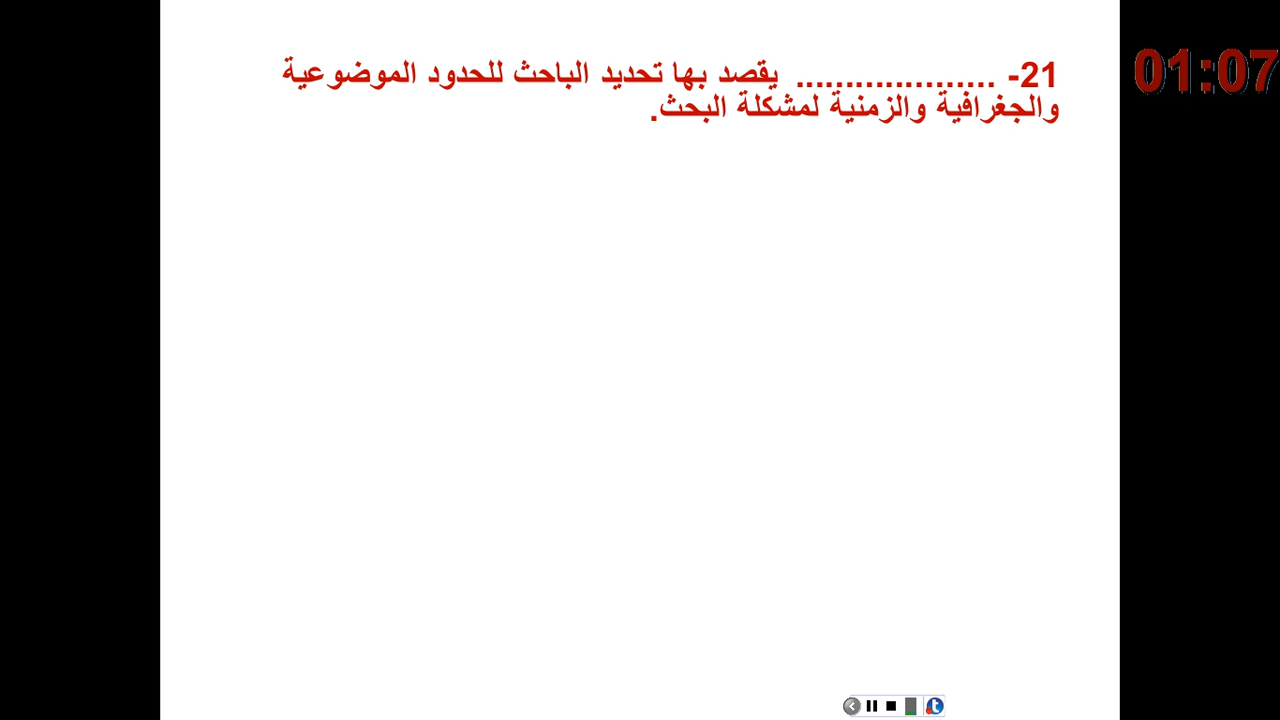 21- .................... يقصد بها تحديد الباحث للحدود الموضوعية
والجغرافية والزمنية لمشكلة البحث.
01:07